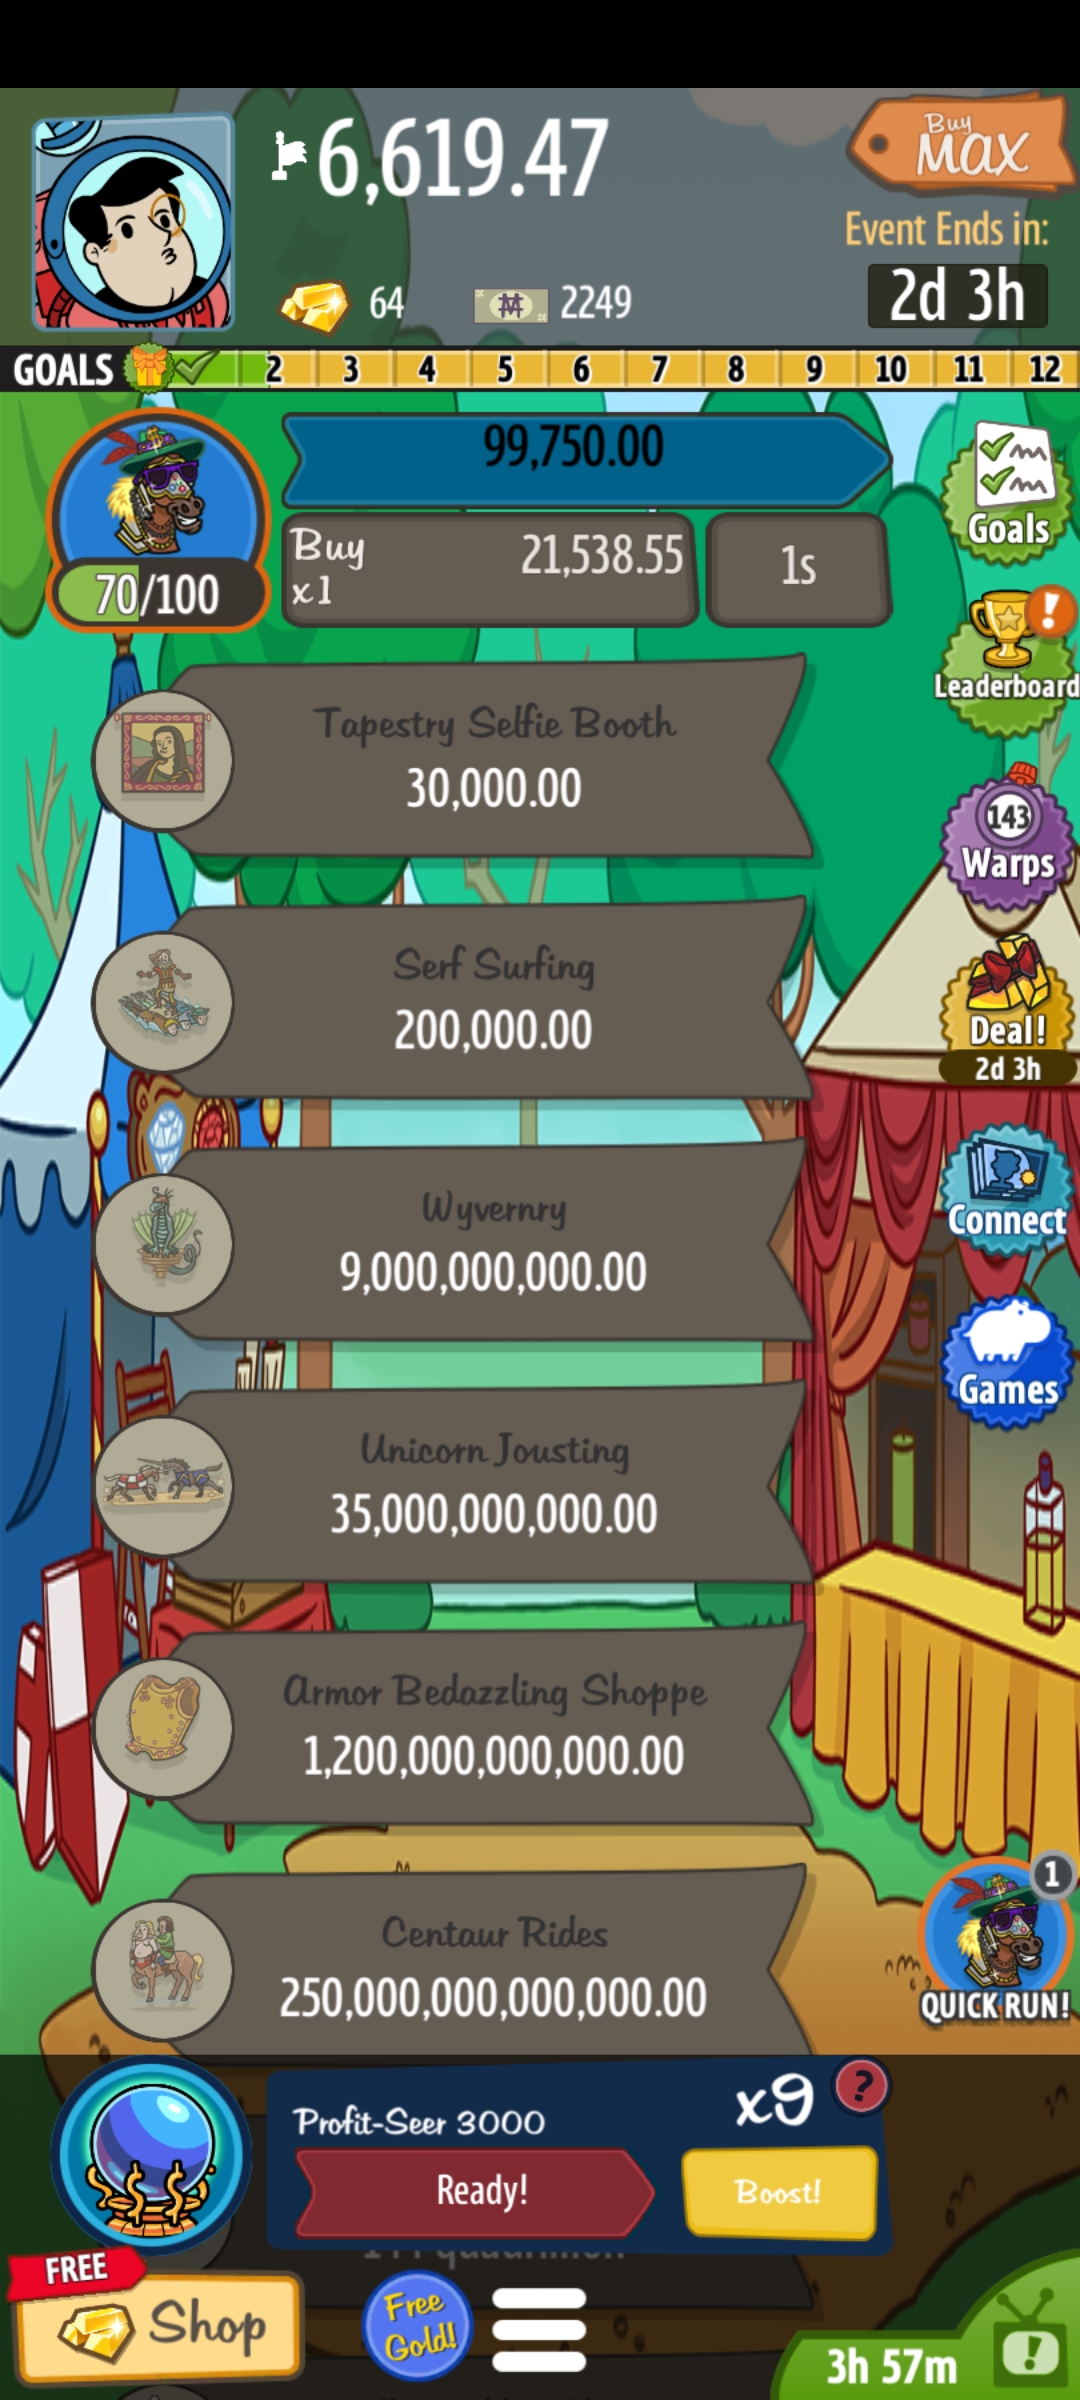 6,619.47
Buy
MAX
Event Ends in:
2d 3h
64
2249
GOALS 2 3 4 5 6 7 8 9 10 11 12
99,750.00
Buy
x1
21,538.55
1s
70/100
Goals
Leaderboard
Tapestry Selfie Booth
30,000.00
143
Warps
Serf Surfing
200,000.00
Deal!
2d 3h
Wyvernry
9,000,000,000.00
Connect
Games
Unicorn Jousting
35,000,000,000.00
Armor Bedazzling Shoppe
1,200,000,000,000.00
Centaur Rides
250,000,000,000,000.00
1
QUICK RUN!
Profit-Seer 3000
x9
?
Ready!
Boost!
FREE
Shop
Free
Gold!
3h 57m